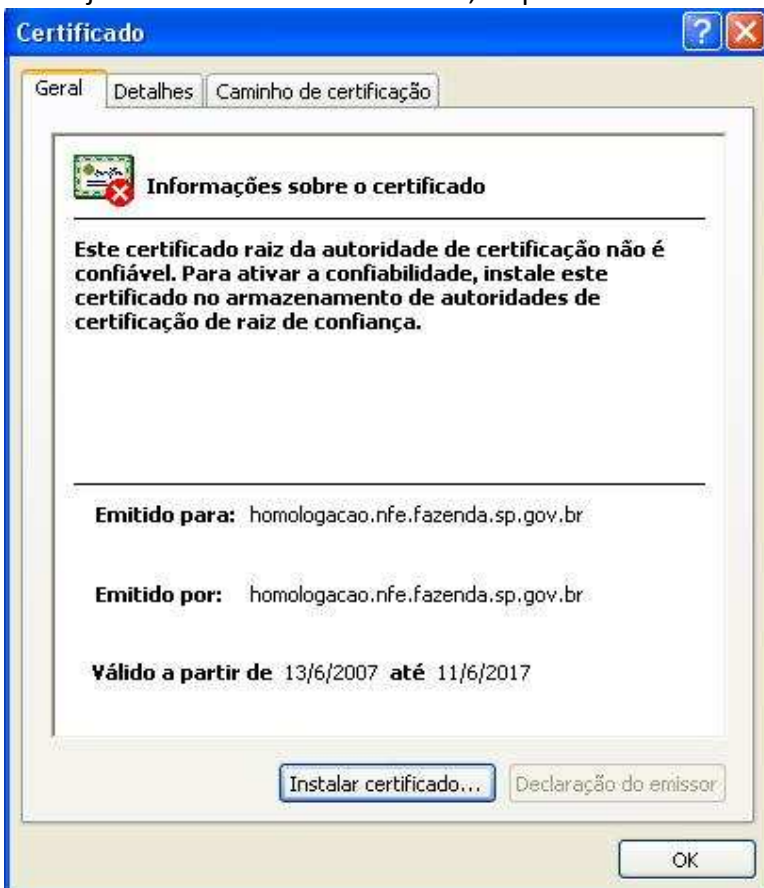 Certificado
Geral Detalhes Caminho de certificação
Informações sobre o certificado
Este certificado raiz da autoridade de certificação não é
confiável. Para ativar a confiabilidade, instale este
certificado no armazenamento de autoridades de
certificação de raiz de confiança.
Emitido para: homologacao.nfe.fazenda.sp.gov.br
Emitido por: homologacao.nfe.fazenda.sp.gov.br
Válido a partir de 13/6/2007 até 11/6/2017
Instalar certificado... Declaração do emissor
OK